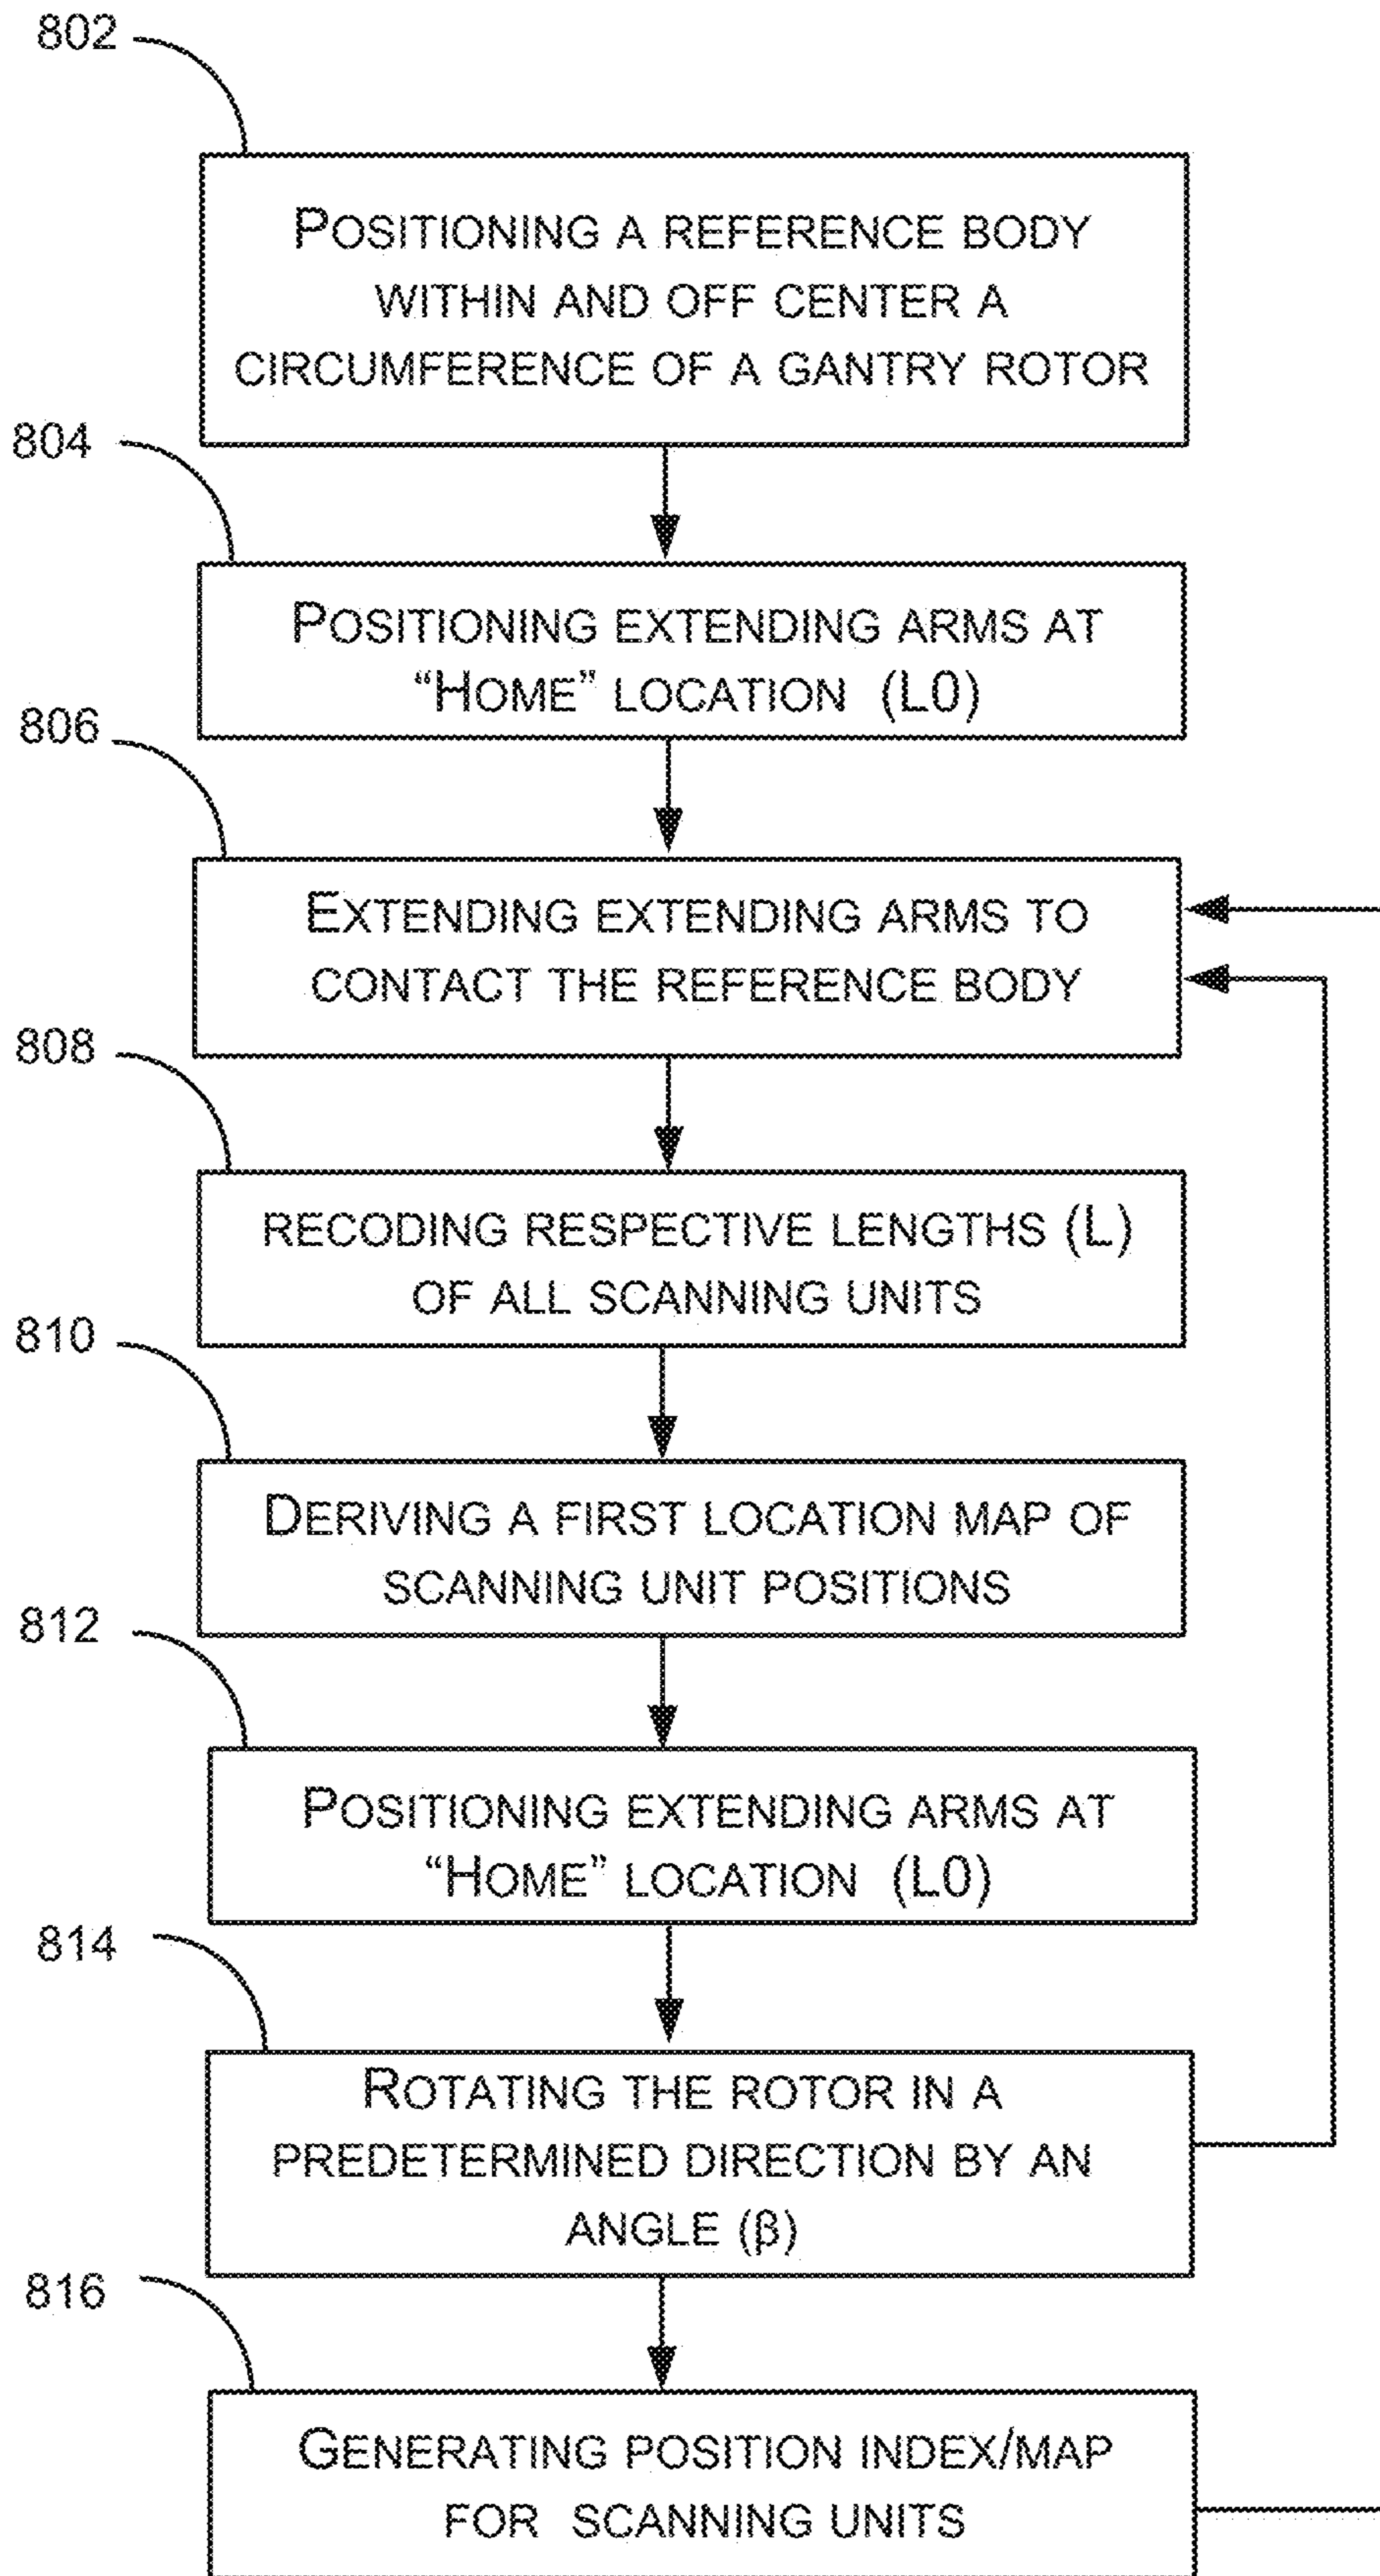 802
POSITIONING A REFERENCE BODY
WITHIN AND OFF CENTER A
CIRCUMFERENCE OF A GANTRY ROTOR
804
POSITIONING EXTENDING ARMS AT
“HOME” LOCATION (L0)
806
EXTENDING EXTENDING ARMS TO
CONTACT THE REFERENCE BODY
808
RECODING RESPECTIVE LENGTHS (L)
OF ALL SCANNING UNITS
810
DERIVING A FIRST LOCATION MAP OF
SCANNING UNIT POSITIONS
812
POSITIONING EXTENDING ARMS AT
“HOME” LOCATION (L0)
814
ROTATING THE ROTOR IN A
PREDETERMINED DIRECTION BY AN
ANGLE (β)
816
GENERATING POSITION INDEX/MAP
FOR SCANNING UNITS